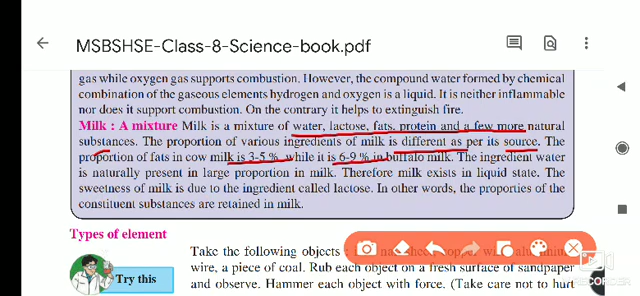 MSBSHSE-Class-8-Science-book.pdf
gas while oxygen gas supports combustion. However, the compound water formed by chemical
combination of the gaseous elements hydrogen and oxygen is a liquid. It is neither inflammable
nor does it support combustion. On the contrary it helps to extinguish fire.
Milk : A mixture Milk is a mixture of water, lactose, fats, protein and a few more natural
substances. The proportion of various ingredients of milk is different as per its source. The
proportion of fats in cow milk is 3-5 %, while it is 6-9 % in buffalo milk. The ingredient water
is naturally present in large proportion in milk. Therefore milk exists in liquid state. The
sweetness of milk is due to the ingredient called lactose. In other words, the properties of the
constituent substances are retained in milk.
Types of element
Try this
Take the following objects :
wire, a piece of coal. Rub each object on a fresh surface of sandpaper
and observe. Hammer each object with force. (Take care not to hurt
RECORDER